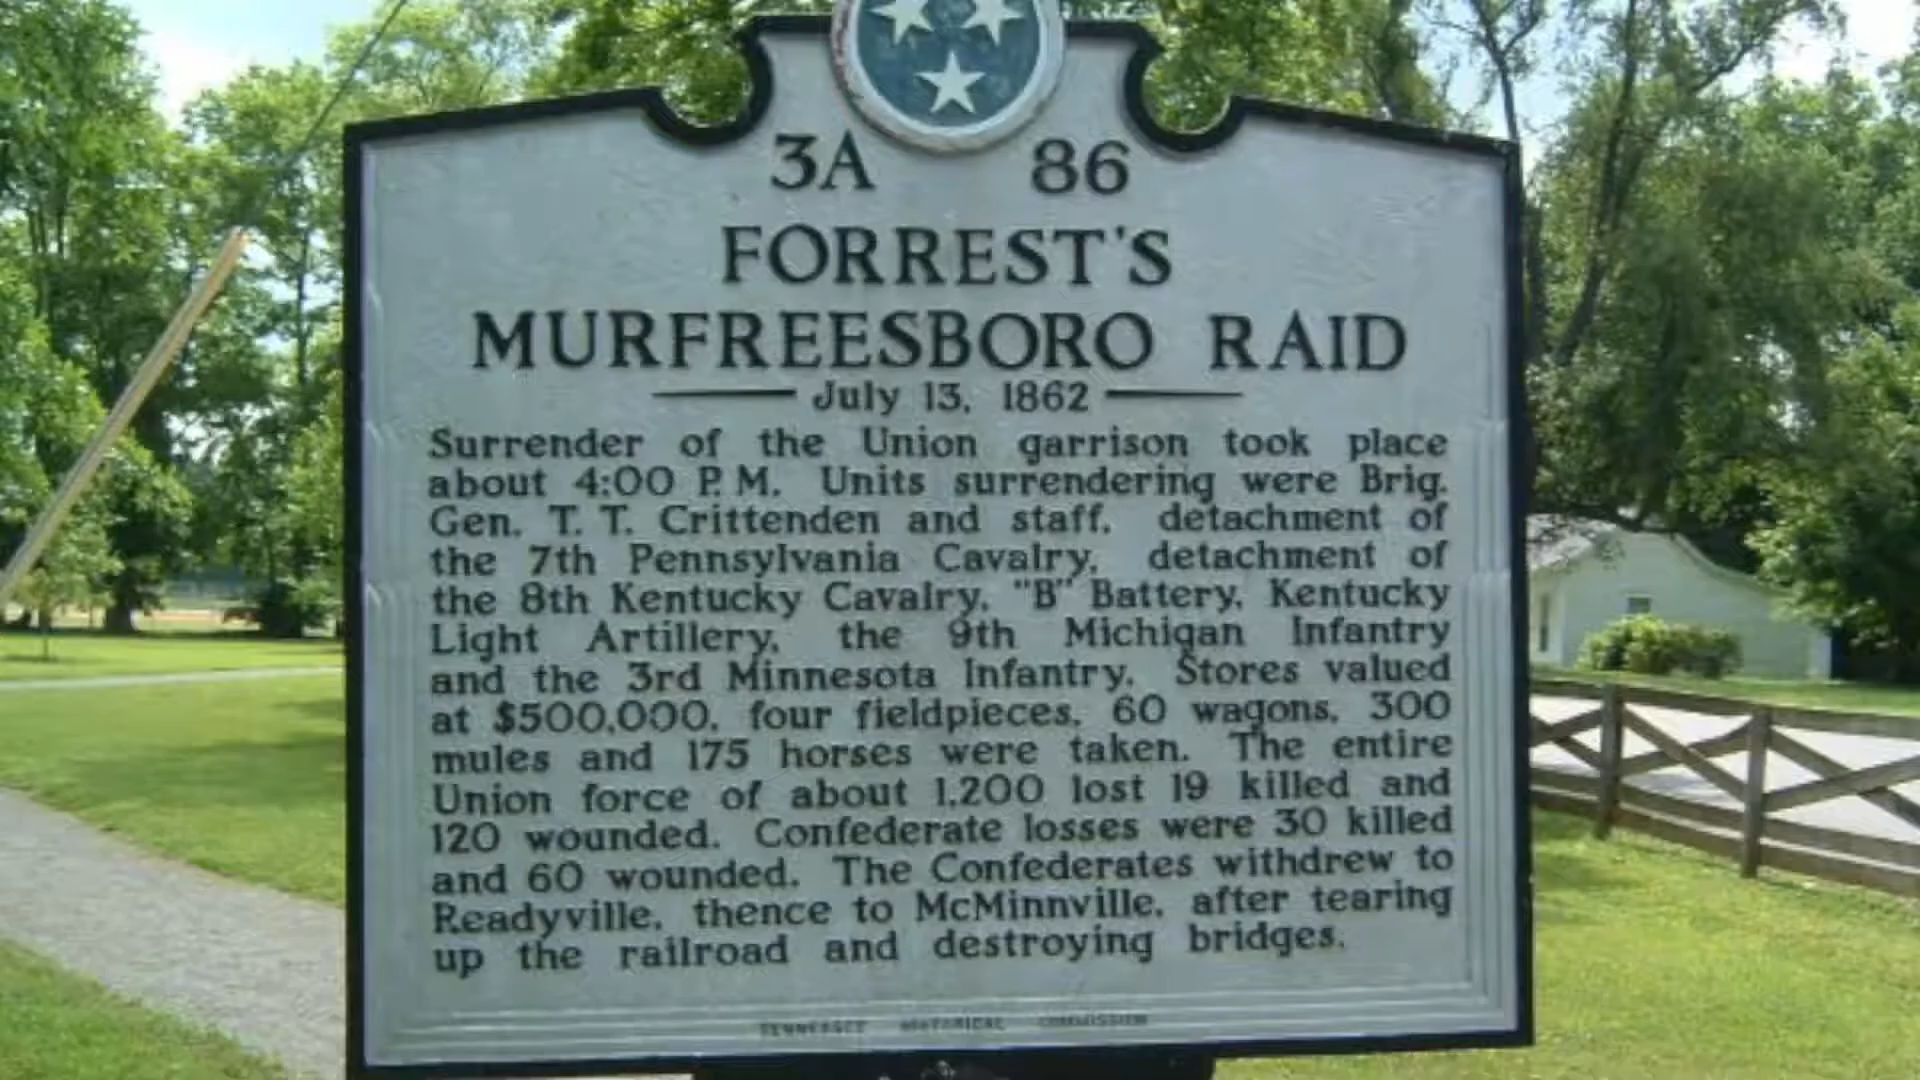 3A 86
FORREST'S
MURFREESBORO RAID
July 13, 1862
Surrender of the Union garrison took place
about 4:00 P. M. Units surrendering were Brig.
Gen. T. T. Crittenden and staff, detachment of
the 7th Pennsylvania Cavalry, detachment of
the 8th Kentucky Cavalry, "B" Battery, Kentucky
Light Artillery, the 9th Michigan Infantry
and the 3rd Minnesota Infantry. Stores valued
at $500,000, four fieldpieces, 60 wagons, 300
mules and 175 horses were taken. The entire
Union force of about 1,200 lost 19 killed and
120 wounded. Confederate losses were 30 killed
and 60 wounded. The Confederates withdrew to
Readyville, thence to McMinnville, after tearing
up the railroad and destroying bridges.
TENNESSEE HISTORICAL COMMISSION